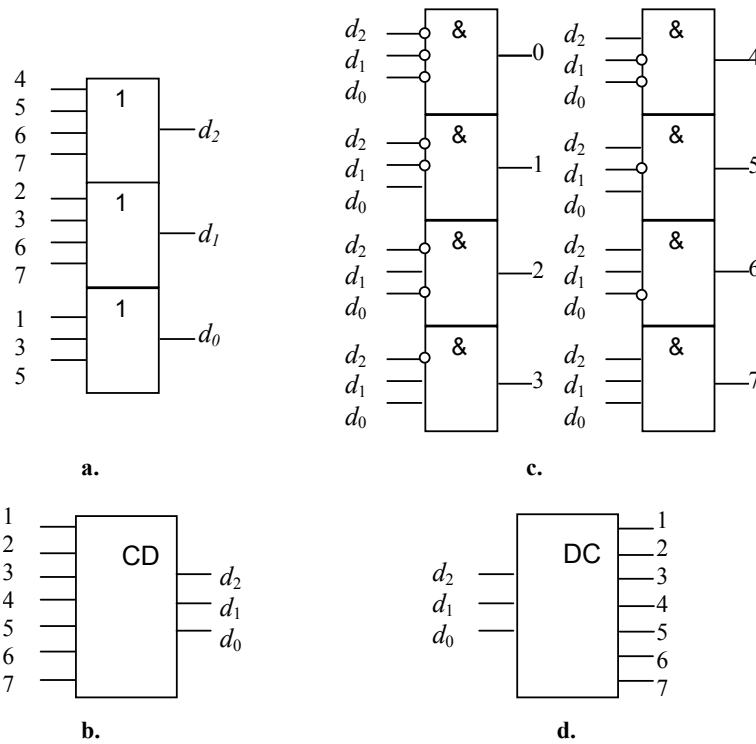 4
5
6
7
1
d₂
2
3
6
7
1
d₁
1
3
5
1
d₀
a.
d₂
d₁
d₀
&
0
d₂
d₁
d₀
&
1
d₂
d₁
d₀
&
2
d₂
d₁
d₀
&
3
d₂
d₁
d₀
&
4
d₂
d₁
d₀
&
5
d₂
d₁
d₀
&
6
d₂
d₁
d₀
&
7
c.
1
2
3
4
5
6
7
CD
d₂
d₁
d₀
b.
d₂
d₁
d₀
DC
1
2
3
4
5
6
7
d.